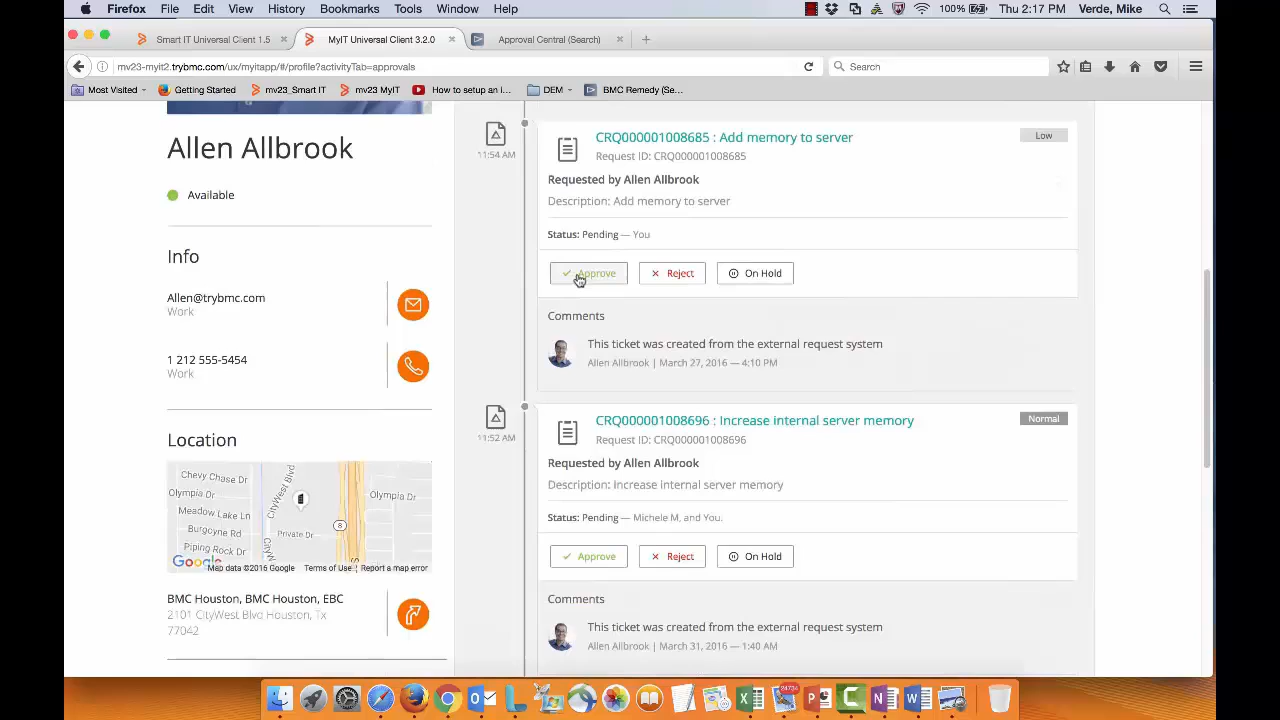 Firefox File Edit View History Bookmarks Tools Window Help 100% Thu 2:17 PM Verde, Mike
Smart IT Universal Client 1.5 × MyIT Universal Client 3.2.0 × Approval Central (Search) × +
mv23-myit2.trybmc.com/ux/myitapp/#/profile?activityTab=approvals Search
Most Visited Getting Started mv23_Smart IT mv23 MyIT How to setup an i... DEM BMC Remedy (Se...
Allen Allbrook
Available
Info
Allen@trybmc.com
Work
1 212 555-5454
Work
Location
Chevy Chase Dr
Olympia Dr
Meadow Lake Ln
Burgoyne Rd
Piping Rock Dr
CityWest Blvd
Private Dr
8
Olympia Dr
Google Map data ©2016 Google Terms of Use Report a map error
BMC Houston, BMC Houston, EBC
2101 CityWest Blvd Houston, Tx
77042
11:54 AM
CRQ000001008685 : Add memory to server Low
Request ID: CRQ000001008685
Requested by Allen Allbrook
Description: Add memory to server
Status: Pending — You
Approve Reject On Hold
Comments
This ticket was created from the external request system
Allen Allbrook | March 27, 2016 — 4:10 PM
11:52 AM
CRQ000001008696 : Increase internal server memory Normal
Request ID: CRQ000001008696
Requested by Allen Allbrook
Description: Increase internal server memory
Status: Pending — Michele M, and You.
Approve Reject On Hold
Comments
This ticket was created from the external request system
Allen Allbrook | March 31, 2016 — 1:40 AM
24734